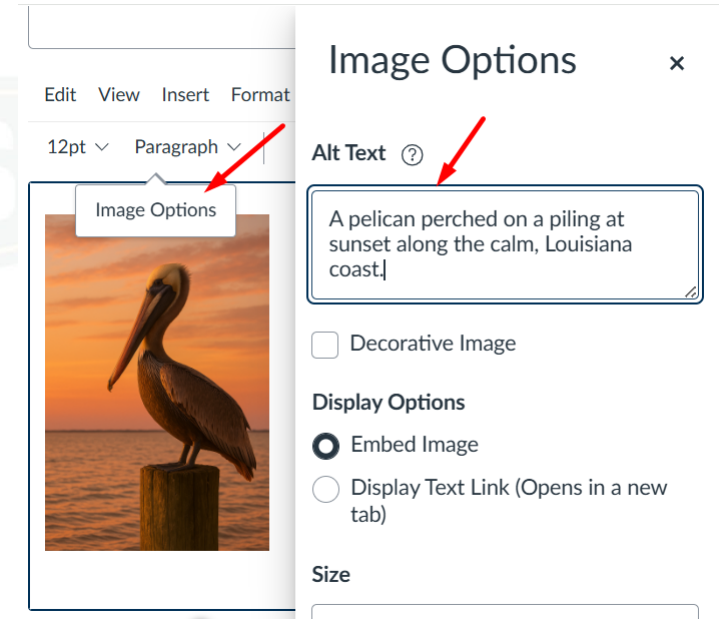 Edit View Insert Format
12pt Paragraph
Image Options
Image Options
×
Alt Text ?
A pelican perched on a piling at
sunset along the calm, Louisiana
coast.
Decorative Image
Display Options
Embed Image
Display Text Link (Opens in a new
tab)
Size